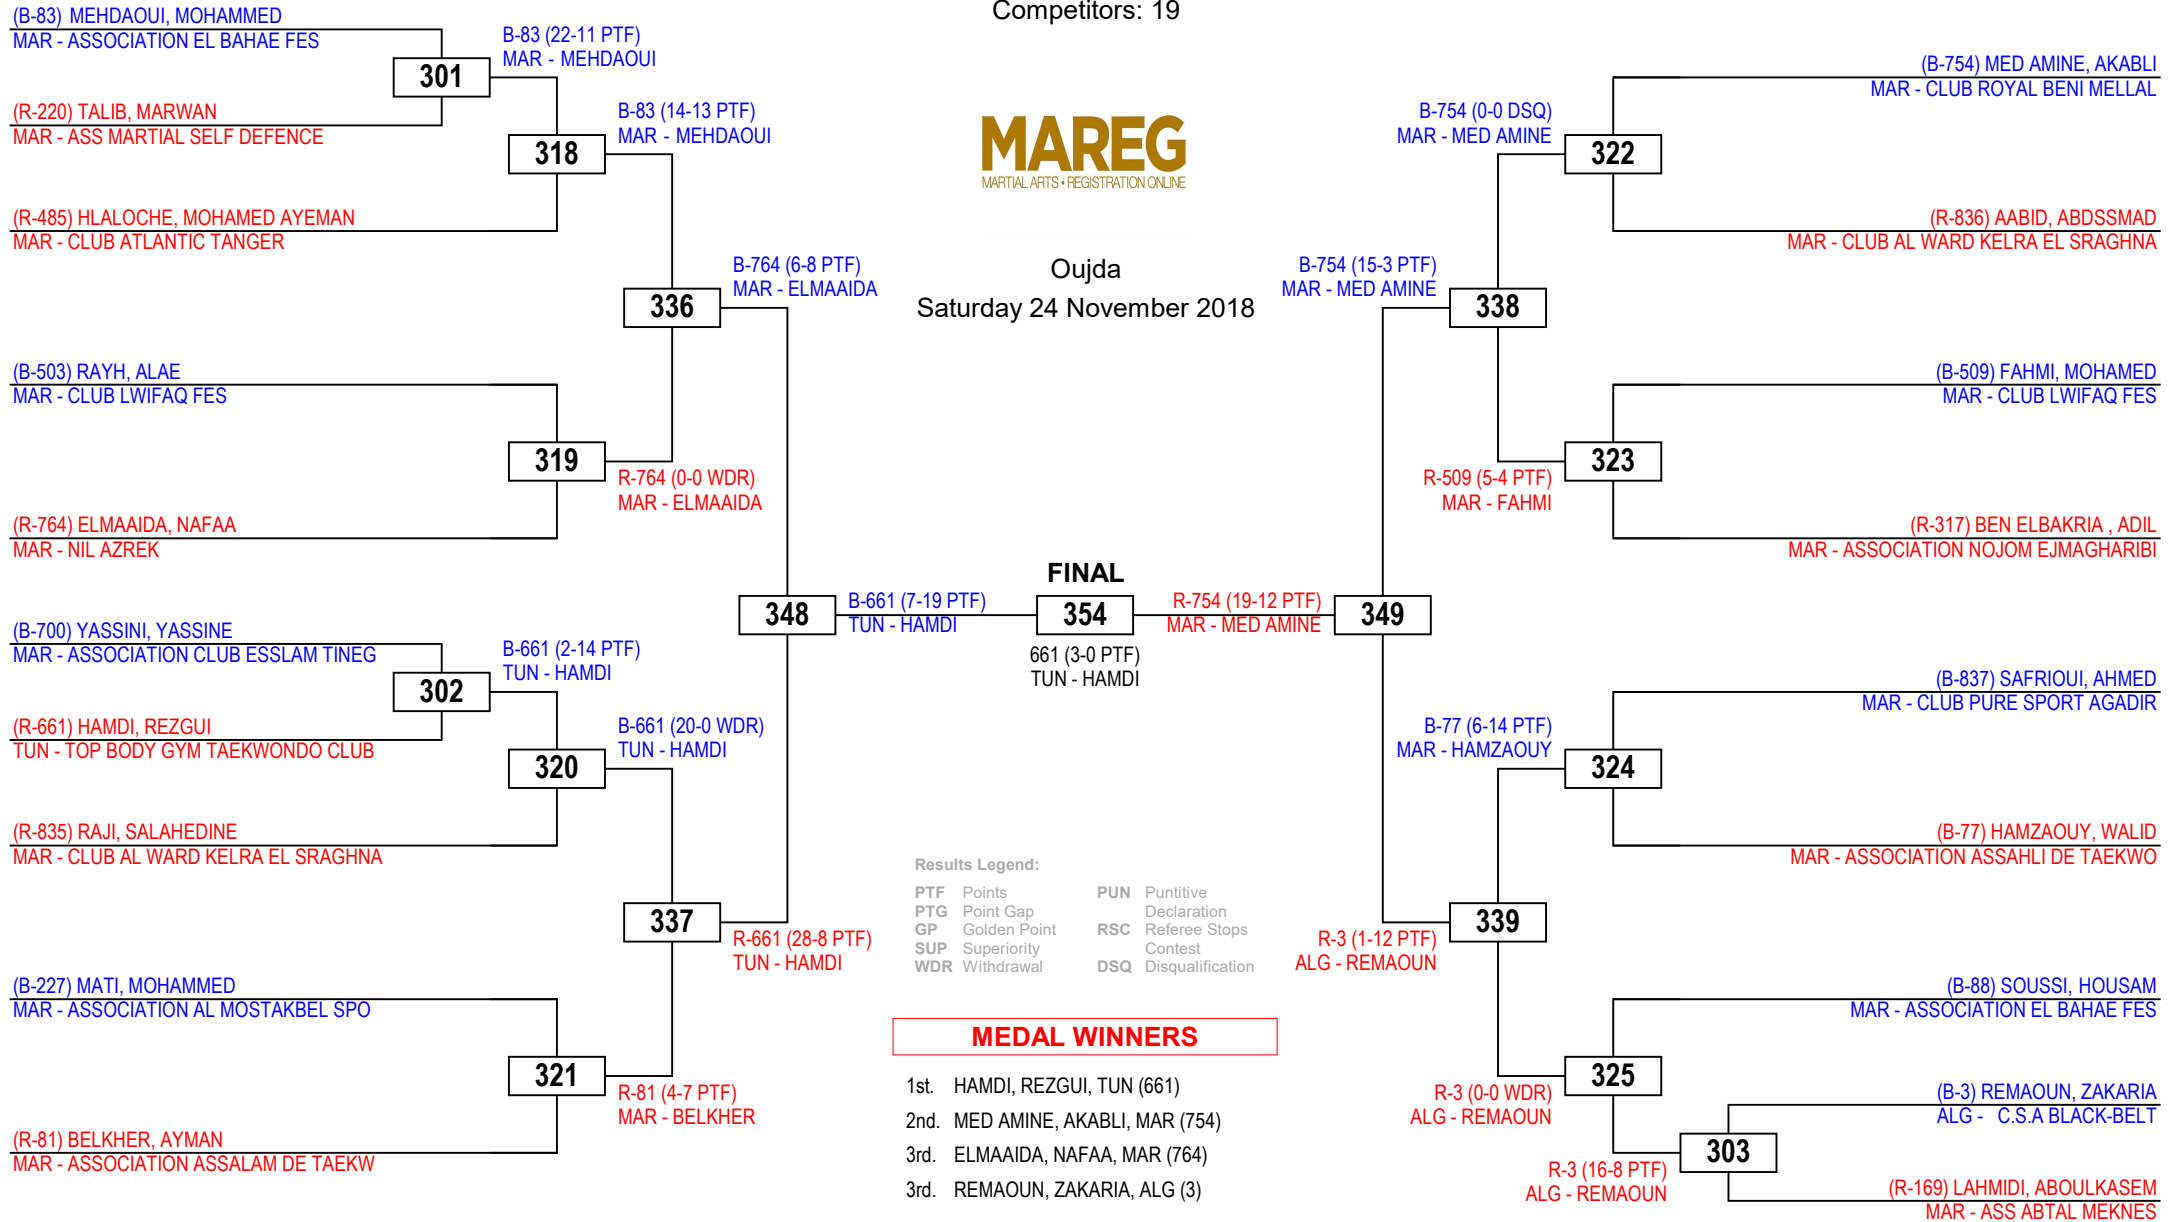 Competitors: 19
(B-83) MEHDAOUI, MOHAMMED
MAR - ASSOCIATION EL BAHAE FES
301
B-83 (22-11 PTF)
MAR - MEHDAOUI
(R-220) TALIB, MARWAN
MAR - ASS MARTIAL SELF DEFENCE
318
B-83 (14-13 PTF)
MAR - MEHDAOUI
(R-485) HLALOCHE, MOHAMED AYEMAN
MAR - CLUB ATLANTIC TANGER
336
B-764 (6-8 PTF)
MAR - ELMAAIDA
(B-503) RAYH, ALAE
MAR - CLUB LWIFAQ FES
319
R-764 (0-0 WDR)
MAR - ELMAAIDA
(R-764) ELMAAIDA, NAFAA
MAR - NIL AZREK
348
B-661 (7-19 PTF)
TUN - HAMDI
(B-700) YASSINI, YASSINE
MAR - ASSOCIATION CLUB ESSLAM TINEG
302
B-661 (2-14 PTF)
TUN - HAMDI
(R-661) HAMDI, REZGUI
TUN - TOP BODY GYM TAEKWONDO CLUB
320
B-661 (20-0 WDR)
TUN - HAMDI
(R-835) RAJI, SALAHEDINE
MAR - CLUB AL WARD KELRA EL SRAGHNA
337
R-661 (28-8 PTF)
TUN - HAMDI
(B-227) MATI, MOHAMMED
MAR - ASSOCIATION AL MOSTAKBEL SPO
321
R-81 (4-7 PTF)
MAR - BELKHER
(R-81) BELKHER, AYMAN
MAR - ASSOCIATION ASSALAM DE TAEKW
MAREG
MARTIAL ARTS • REGISTRATION ONLINE
Oujda
Saturday 24 November 2018
FINAL
354
661 (3-0 PTF)
TUN - HAMDI
Results Legend:
PTF Points
PTG Point Gap
GP Golden Point
SUP Superiority
WDR Withdrawal
PUN Puntitive
Declaration
RSC Referee Stops
Contest
DSQ Disqualification
MEDAL WINNERS
1st. HAMDI, REZGUI, TUN (661)
2nd. MED AMINE, AKABLI, MAR (754)
3rd. ELMAAIDA, NAFAA, MAR (764)
3rd. REMAOUN, ZAKARIA, ALG (3)
(B-754) MED AMINE, AKABLI
MAR - CLUB ROYAL BENI MELLAL
B-754 (0-0 DSQ)
MAR - MED AMINE
322
(R-836) AABID, ABDSSMAD
MAR - CLUB AL WARD KELRA EL SRAGHNA
B-754 (15-3 PTF)
MAR - MED AMINE
338
(B-509) FAHMI, MOHAMED
MAR - CLUB LWIFAQ FES
323
R-509 (5-4 PTF)
MAR - FAHMI
(R-317) BEN ELBAKRIA , ADIL
MAR - ASSOCIATION NOJOM EJMAGHARIBI
R-754 (19-12 PTF)
MAR - MED AMINE
349
(B-837) SAFRIOUI, AHMED
MAR - CLUB PURE SPORT AGADIR
B-77 (6-14 PTF)
MAR - HAMZAOUY
324
(B-77) HAMZAOUY, WALID
MAR - ASSOCIATION ASSAHLI DE TAEKWO
339
R-3 (1-12 PTF)
ALG - REMAOUN
(B-88) SOUSSI, HOUSAM
MAR - ASSOCIATION EL BAHAE FES
325
R-3 (0-0 WDR)
ALG - REMAOUN
(B-3) REMAOUN, ZAKARIA
ALG - C.S.A BLACK-BELT
303
R-3 (16-8 PTF)
ALG - REMAOUN
(R-169) LAHMIDI, ABOULKASEM
MAR - ASS ABTAL MEKNES